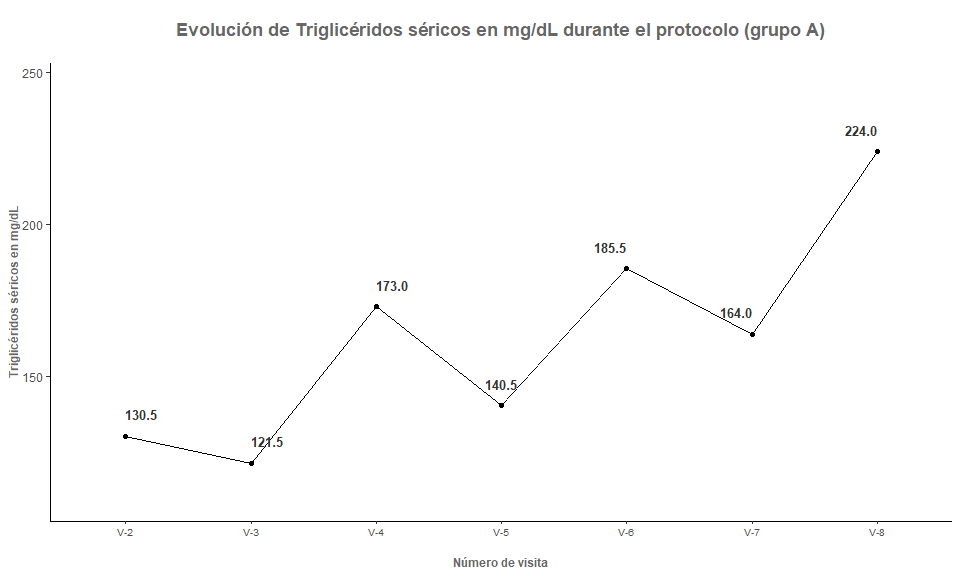 Evolución de Triglicéridos séricos en mg/dL durante el protocolo (grupo A)
Triglicéridos séricos en mg/dL
250
200
150
130.5
121.5
173.0
140.5
185.5
164.0
224.0
V-2
V-3
V-4
V-5
V-6
V-7
V-8
Número de visita